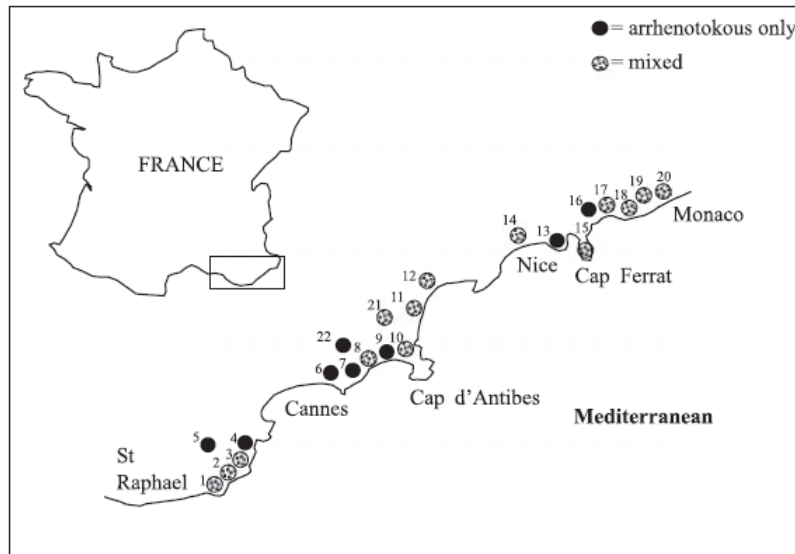 = arrhenotokous only
= mixed
FRANCE
20
19
17
18
16
Monaco
14
13
15
Nice
Cap Ferrat
12
11
21
22
9
10
8
7
6
Cap d'Antibes
Cannes
Mediterranean
5
4
St
3
Raphael
2
1